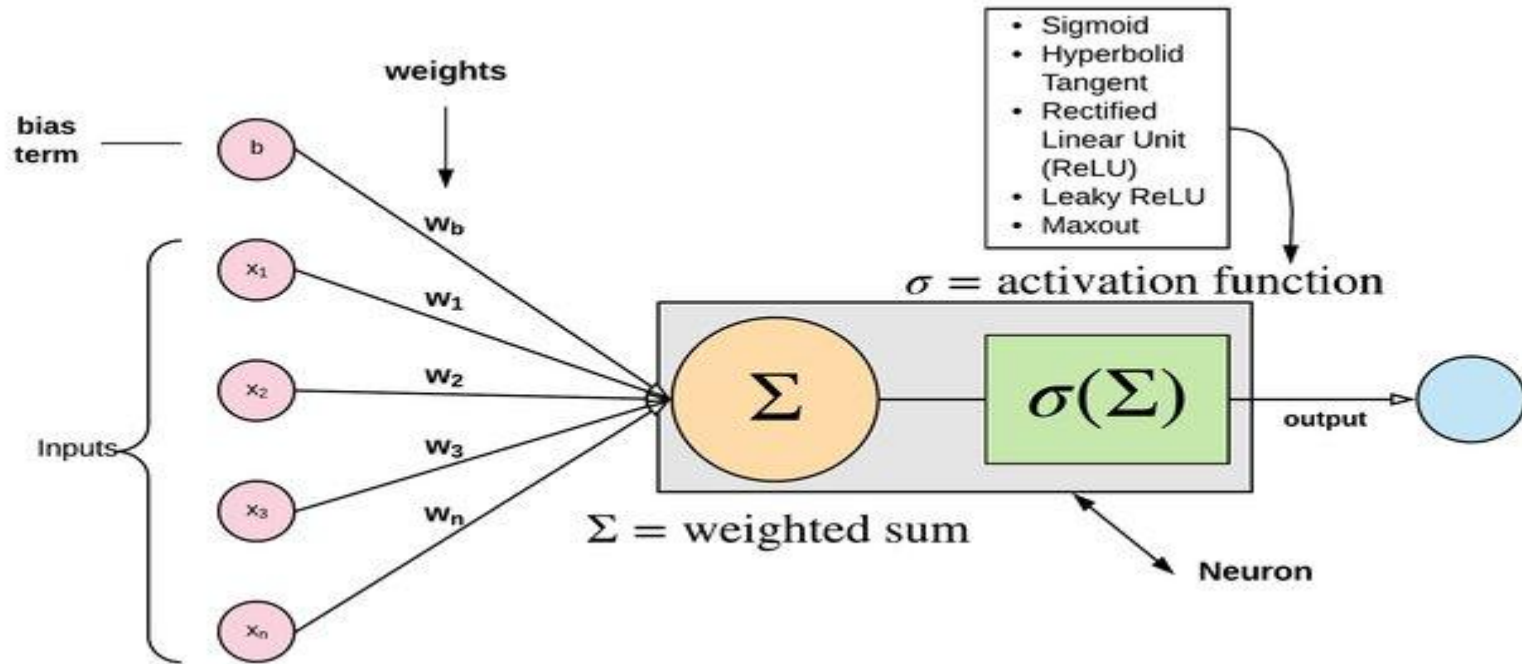 • Sigmoid
• Hyperbolid
Tangent
• Rectified
Linear Unit
(ReLU)
• Leaky ReLU
• Maxout
weights
bias
term
b
w_b
x₁
w₁
σ = activation function
x₂
w₂
Σ
σ(Σ)
output
Inputs
w₃
x₃
wₙ
Σ = weighted sum
Neuron
xₙ